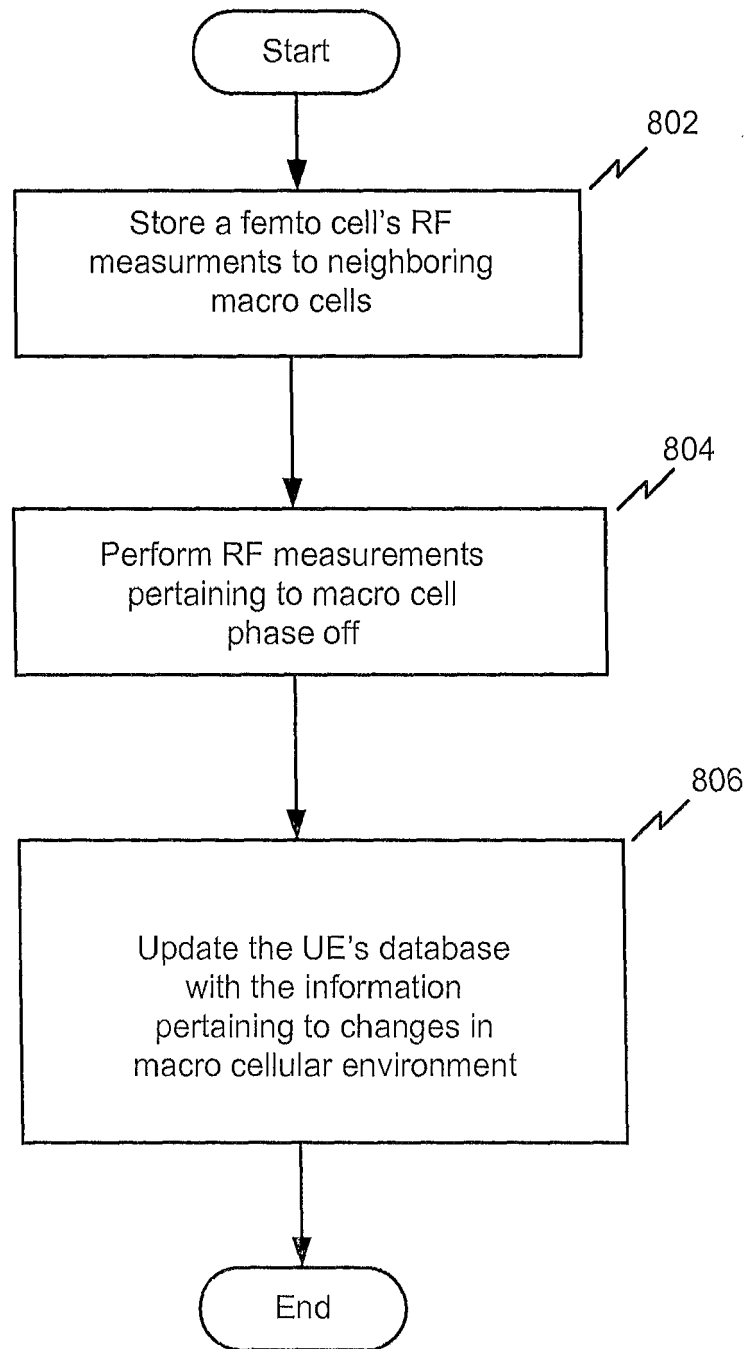 Start
802
Store a femto cell's RF
measurments to neighboring
macro cells
804
Perform RF measurements
pertaining to macro cell
phase off
806
Update the UE's database
with the information
pertaining to changes in
macro cellular environment
End